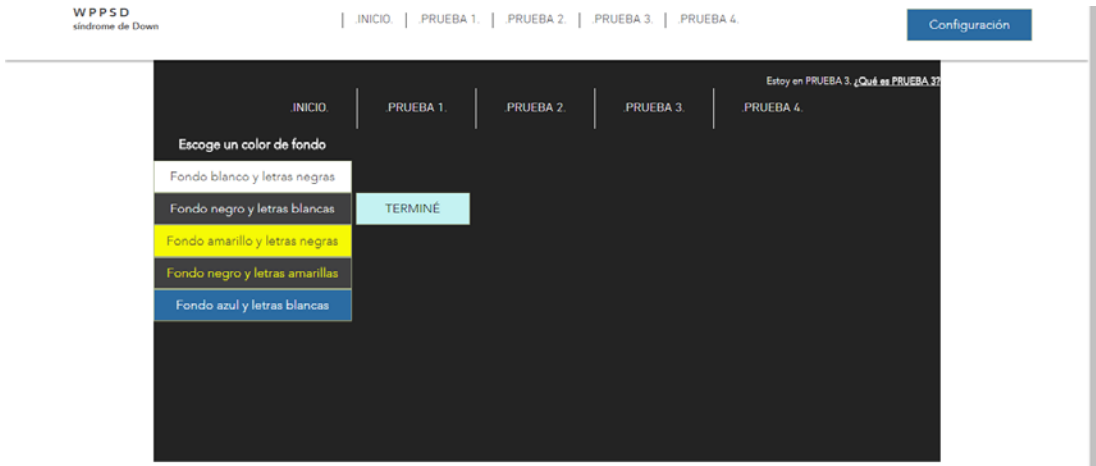 WPPSD
síndrome de Down
.INICIO. .PRUEBA 1. .PRUEBA 2. .PRUEBA 3. .PRUEBA 4.
Configuración
Estoy en PRUEBA 3. ¿Qué es PRUEBA 3?
.INICIO. .PRUEBA 1. .PRUEBA 2. .PRUEBA 3. .PRUEBA 4.
Escoge un color de fondo
Fondo blanco y letras negras
Fondo negro y letras blancas
TERMINÉ
Fondo amarillo y letras negras
Fondo negro y letras amarillas
Fondo azul y letras blancas